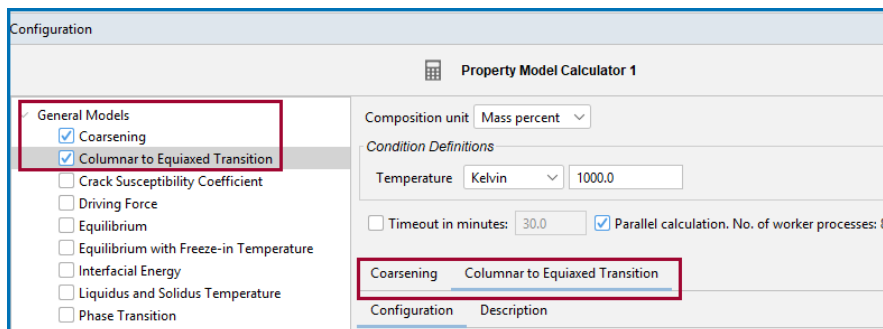 Configuration
Property Model Calculator 1
General Models
Coarsening
Columnar to Equiaxed Transition
Crack Susceptibility Coefficient
Driving Force
Equilibrium
Equilibrium with Freeze-in Temperature
Interfacial Energy
Liquidus and Solidus Temperature
Phase Transition
Composition unit Mass percent
Condition Definitions
Temperature Kelvin 1000.0
Timeout in minutes: 30.0 Parallel calculation. No. of worker processes:
Coarsening Columnar to Equiaxed Transition
Configuration Description